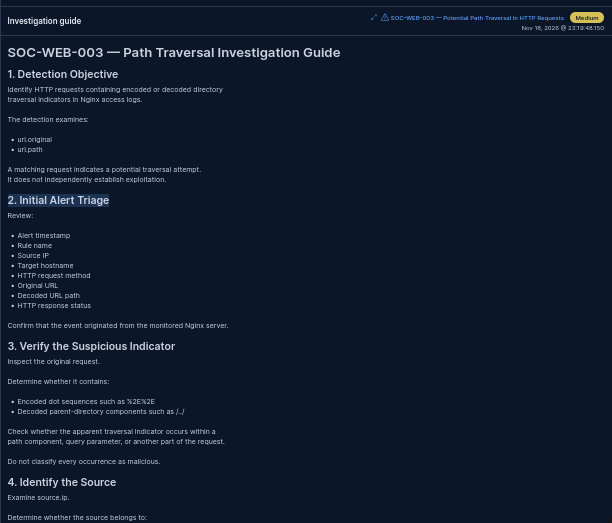 Investigation guide
SOC-WEB-003 — Potential Path Traversal in HTTP Requests
Medium
Nov 18, 2026 @ 23:19:48.150
SOC-WEB-003 — Path Traversal Investigation Guide
1. Detection Objective
Identify HTTP requests containing encoded or decoded directory
traversal indicators in Nginx access logs.
The detection examines:
• url.original
• url.path
A matching request indicates a potential traversal attempt.
It does not independently establish exploitation.
2. Initial Alert Triage
Review:
• Alert timestamp
• Rule name
• Source IP
• Target hostname
• HTTP request method
• Original URL
• Decoded URL path
• HTTP response status
Confirm that the event originated from the monitored Nginx server.
3. Verify the Suspicious Indicator
Inspect the original request.
Determine whether it contains:
• Encoded dot sequences such as %2E%2E
• Decoded parent-directory components such as /../
Check whether the apparent traversal indicator occurs within a
path component, query parameter, or another part of the request.
Do not classify every occurrence as malicious.
4. Identify the Source
Examine source.ip.
Determine whether the source belongs to: